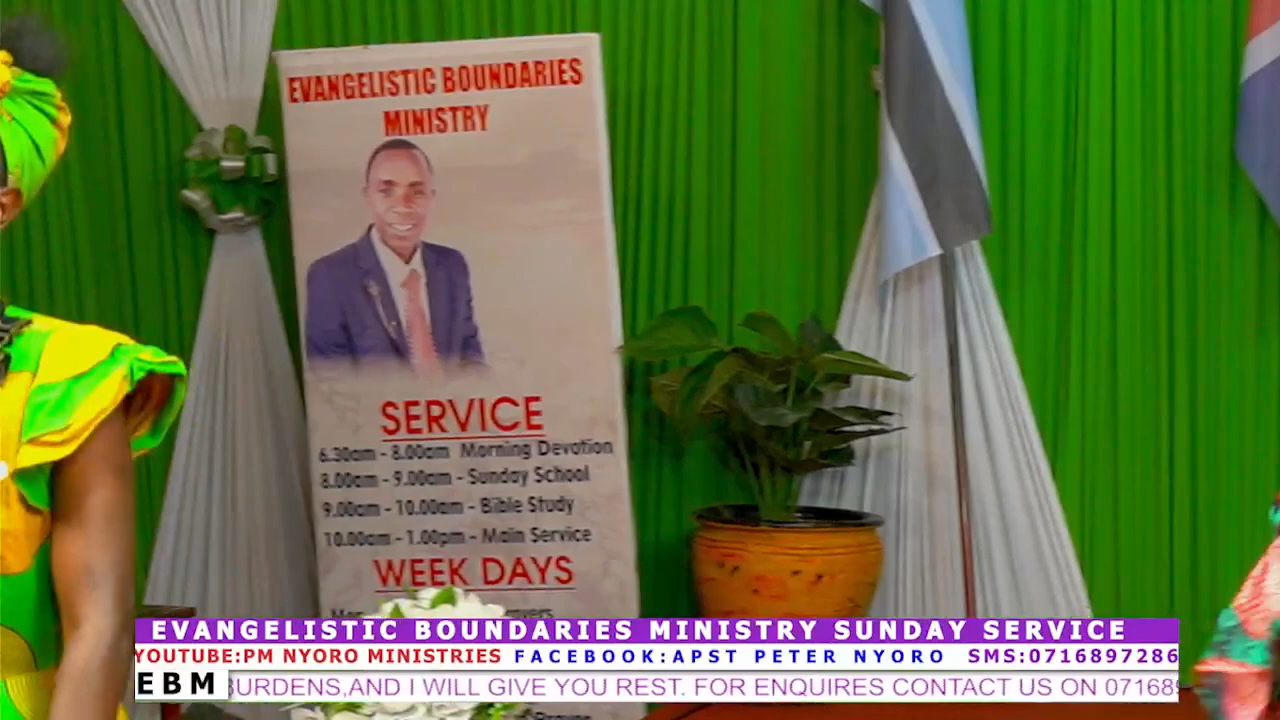 EVANGELISTIC BOUNDARIES
MINISTRY
SERVICE
6.30am - 8.00am Morning Devotion
8.00am - 9.00am - Sunday School
9.00am - 10.00am - Bible Study
10.00am - 1.00pm - Main Service
WEEK DAYS
EVANGELISTIC BOUNDARIES MINISTRY SUNDAY SERVICE
YOUTUBE:PM NYORO MINISTRIES FACEBOOK:APST PETER NYORO SMS:0716897286
EBM BURDENS,AND I WILL GIVE YOU REST. FOR ENQUIRES CONTACT US ON 07168